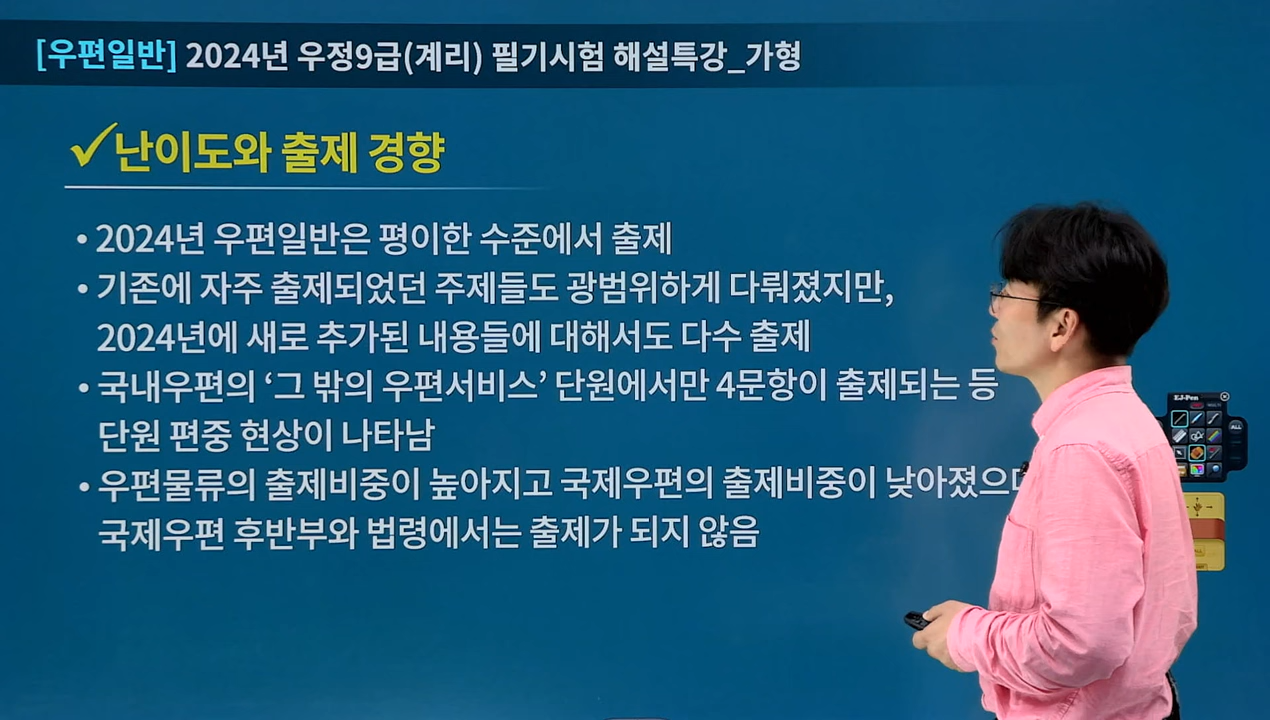 [우편일반] 2024년 우정9급(계리) 필기시험 해설특강_가형
✓난이도와 출제 경향
• 2024년 우편일반은 평이한 수준에서 출제
• 기존에 자주 출제되었던 주제들도 광범위하게 다뤄졌지만,
2024년에 새로 추가된 내용들에 대해서도 다수 출제
• 국내우편의 ‘그 밖의 우편서비스’ 단원에서만 4문항이 출제되는 등
단원 편중 현상이 나타남
• 우편물류의 출제비중이 높아지고 국제우편의 출제비중이
국제우편 후반부와 법령에서는 출제가 되지 않음
EJ-Pen
ALL